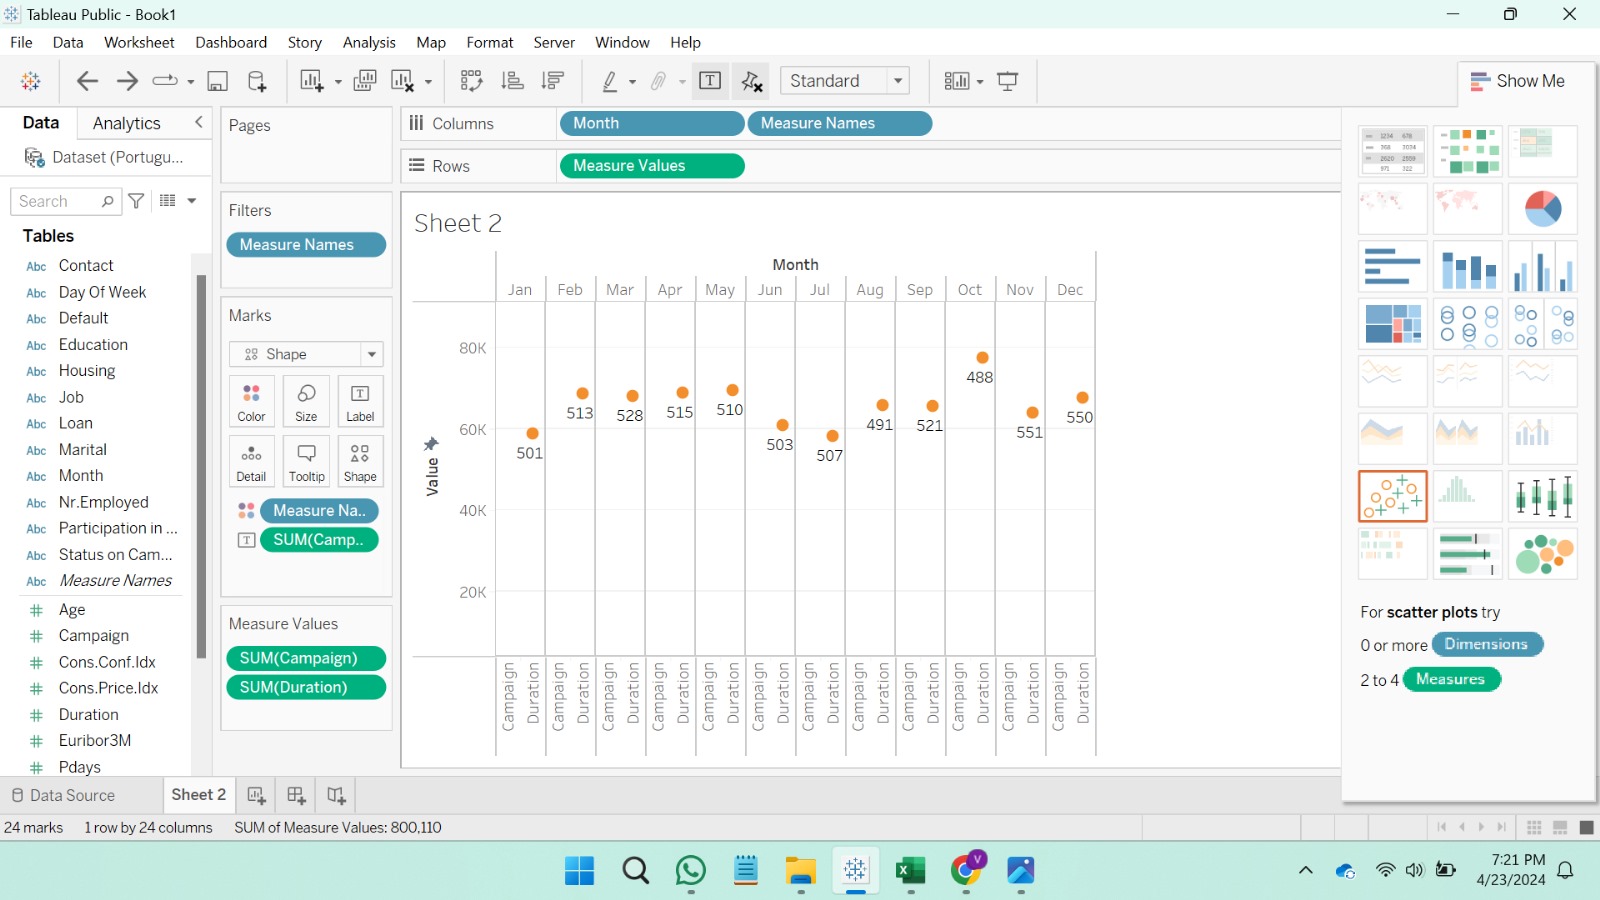 Tableau Public - Book1
File Data Worksheet Dashboard Story Analysis Map Format Server Window Help
Standard
Show Me
Data Analytics
Dataset (Portugu...
Search
Tables
Abc Contact
Abc Day Of Week
Abc Default
Abc Education
Abc Housing
Abc Job
Abc Loan
Abc Marital
Abc Month
Abc Nr.Employed
Abc Participation in ...
Abc Status on Cam...
Abc Measure Names
Age
Campaign
Cons.Conf.Idx
Cons.Price.Idx
Duration
Euribor3M
Pdays
Pages
Filters
Measure Names
Marks
Shape
Color Size Label
Detail Tooltip Shape
Measure Na..
SUM(Camp..
Measure Values
SUM(Campaign)
SUM(Duration)
Columns Month Measure Names
Rows Measure Values
Sheet 2
Month
Jan Feb Mar Apr May Jun Jul Aug Sep Oct Nov Dec
80K
60K
40K
20K
Value
501 513 528 515 510 503 507 491 521 488 551 550
Campaign Duration Campaign Duration Campaign Duration Campaign Duration Campaign Duration Campaign Duration Campaign Duration Campaign Duration Campaign Duration Campaign Duration Campaign Duration Campaign Duration
1234 678
368 7034
2620 2559
971 322
For scatter plots try
0 or more Dimensions
2 to 4 Measures
Data Source Sheet 2
24 marks 1 row by 24 columns SUM of Measure Values: 800,110
V
7:21 PM
4/23/2024